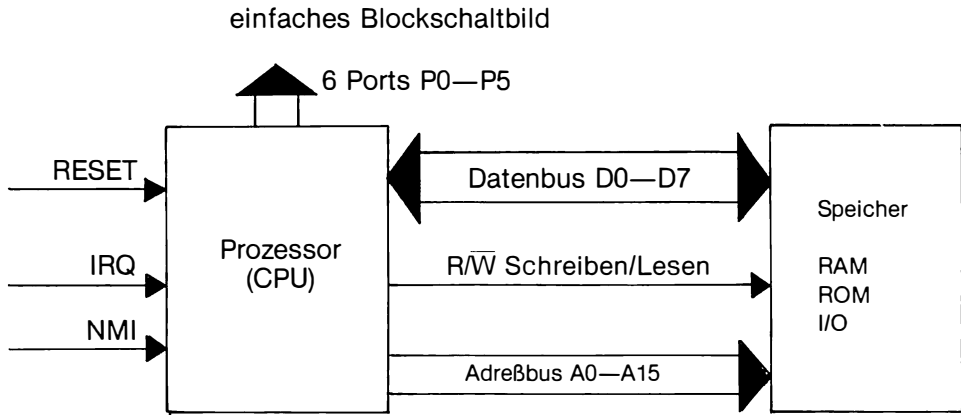 einfaches Blockschaltbild
6 Ports P0—P5
RESET
IRQ
NMI
Prozessor
(CPU)
Datenbus D0—D7
R/W̅ Schreiben/Lesen
Adreßbus A0—A15
Speicher
RAM
ROM
I/O